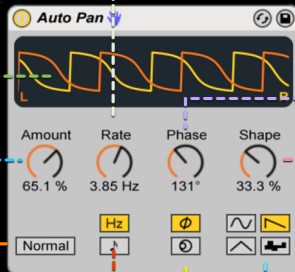 Auto Pan
L
R
Amount Rate Phase Shape
65.1 % 3.85 Hz 131° 33.3 %
Hz
Normal